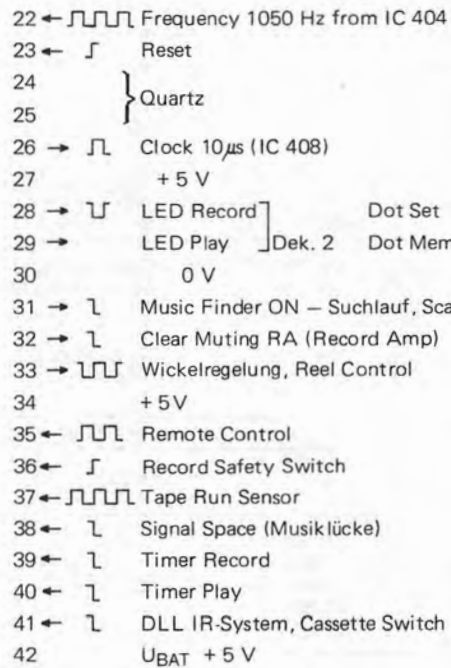 22 Frequency 1050 Hz from IC 404
23 Reset
24
} Quartz
25
26 Clock 10µs (IC 408)
27 + 5 V
28 LED Record Dot Set
29 LED Play Dek. 2 Dot Mem
30 0 V
31 Music Finder ON – Suchlauf, Sca
32 Clear Muting RA (Record Amp)
33 Wickelregelung, Reel Control
34 + 5V
35 Remote Control
36 Record Safety Switch
37 Tape Run Sensor
38 Signal Space (Musiklücke)
39 Timer Record
40 Timer Play
41 DLL IR-System, Cassette Switch
42 UBAT + 5 V